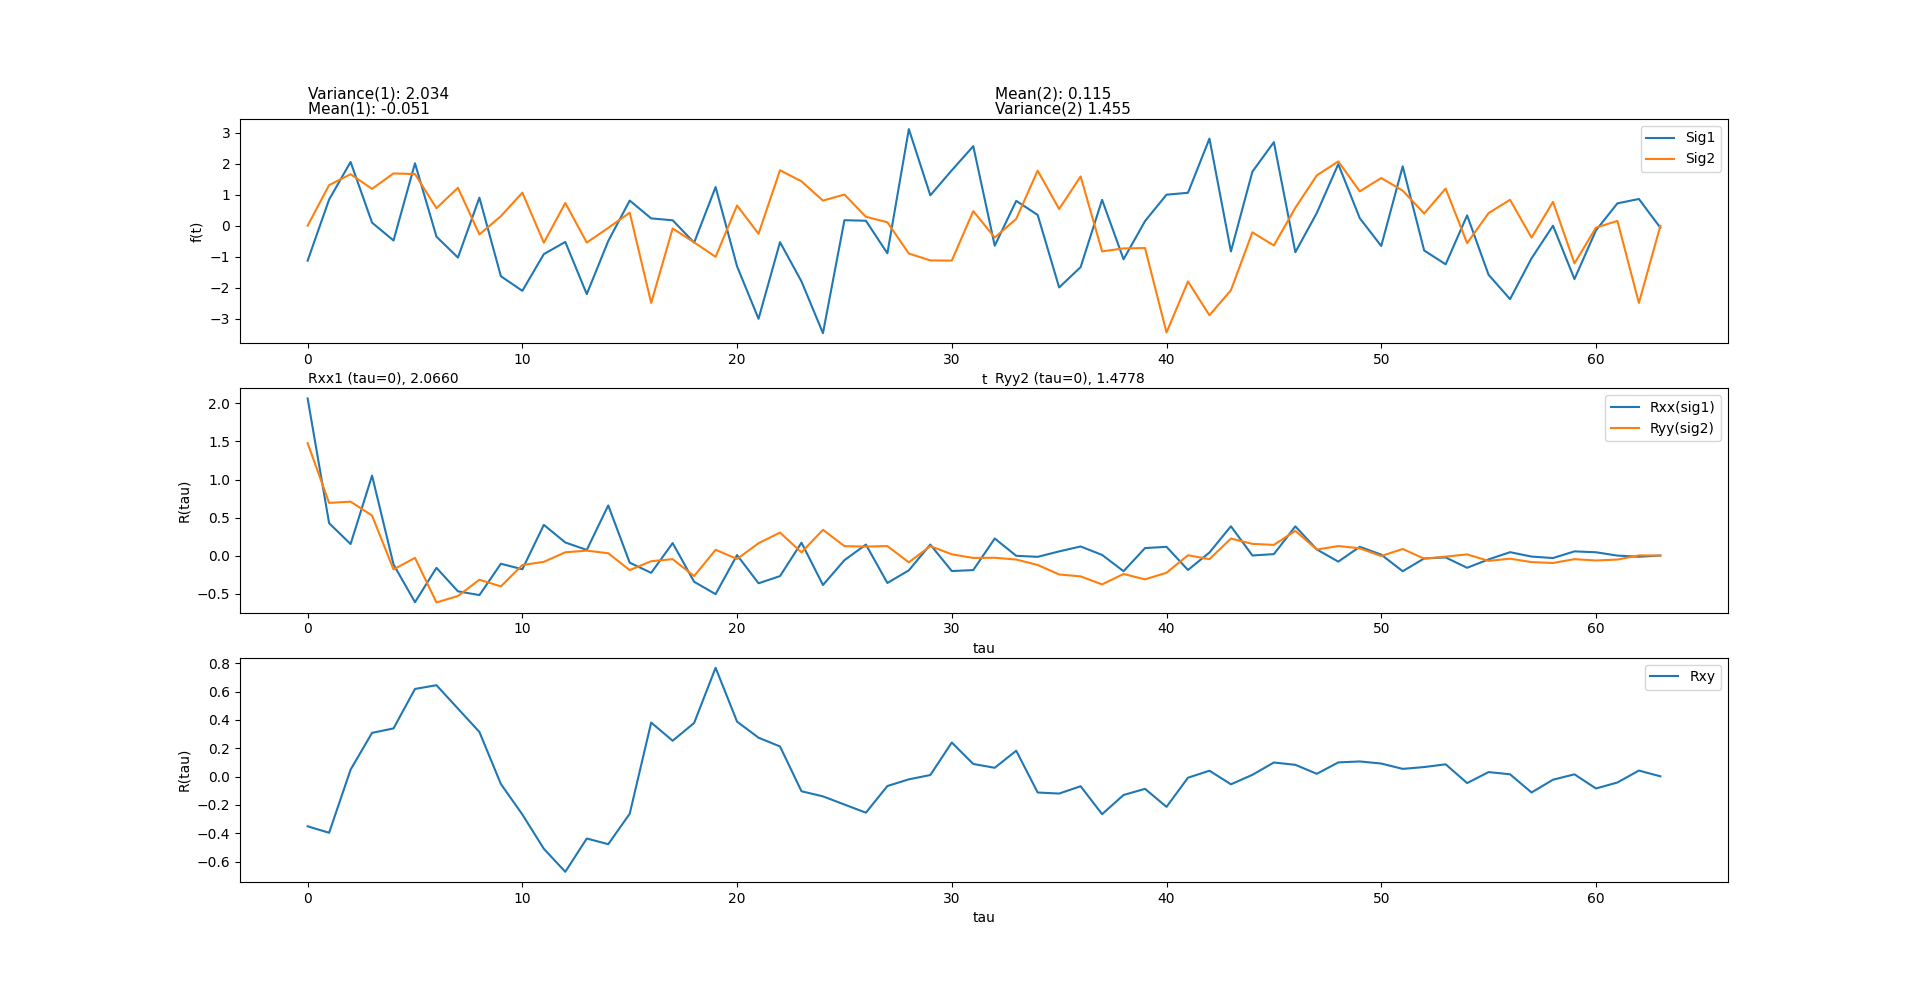 Variance(1): 2.034
Mean(1): -0.051
Mean(2): 0.115
Variance(2) 1.455
f(t)
3
2
1
0
−1
−2
−3
Sig1
Sig2
0 10 20 30 40 50 60
t
Rxx1 (tau=0), 2.0660
Ryy2 (tau=0), 1.4778
R(tau)
2.0
1.5
1.0
0.5
0.0
−0.5
Rxx(sig1)
Ryy(sig2)
0 10 20 30 40 50 60
tau
R(tau)
0.8
0.6
0.4
0.2
0.0
−0.2
−0.4
−0.6
Rxy
0 10 20 30 40 50 60
tau